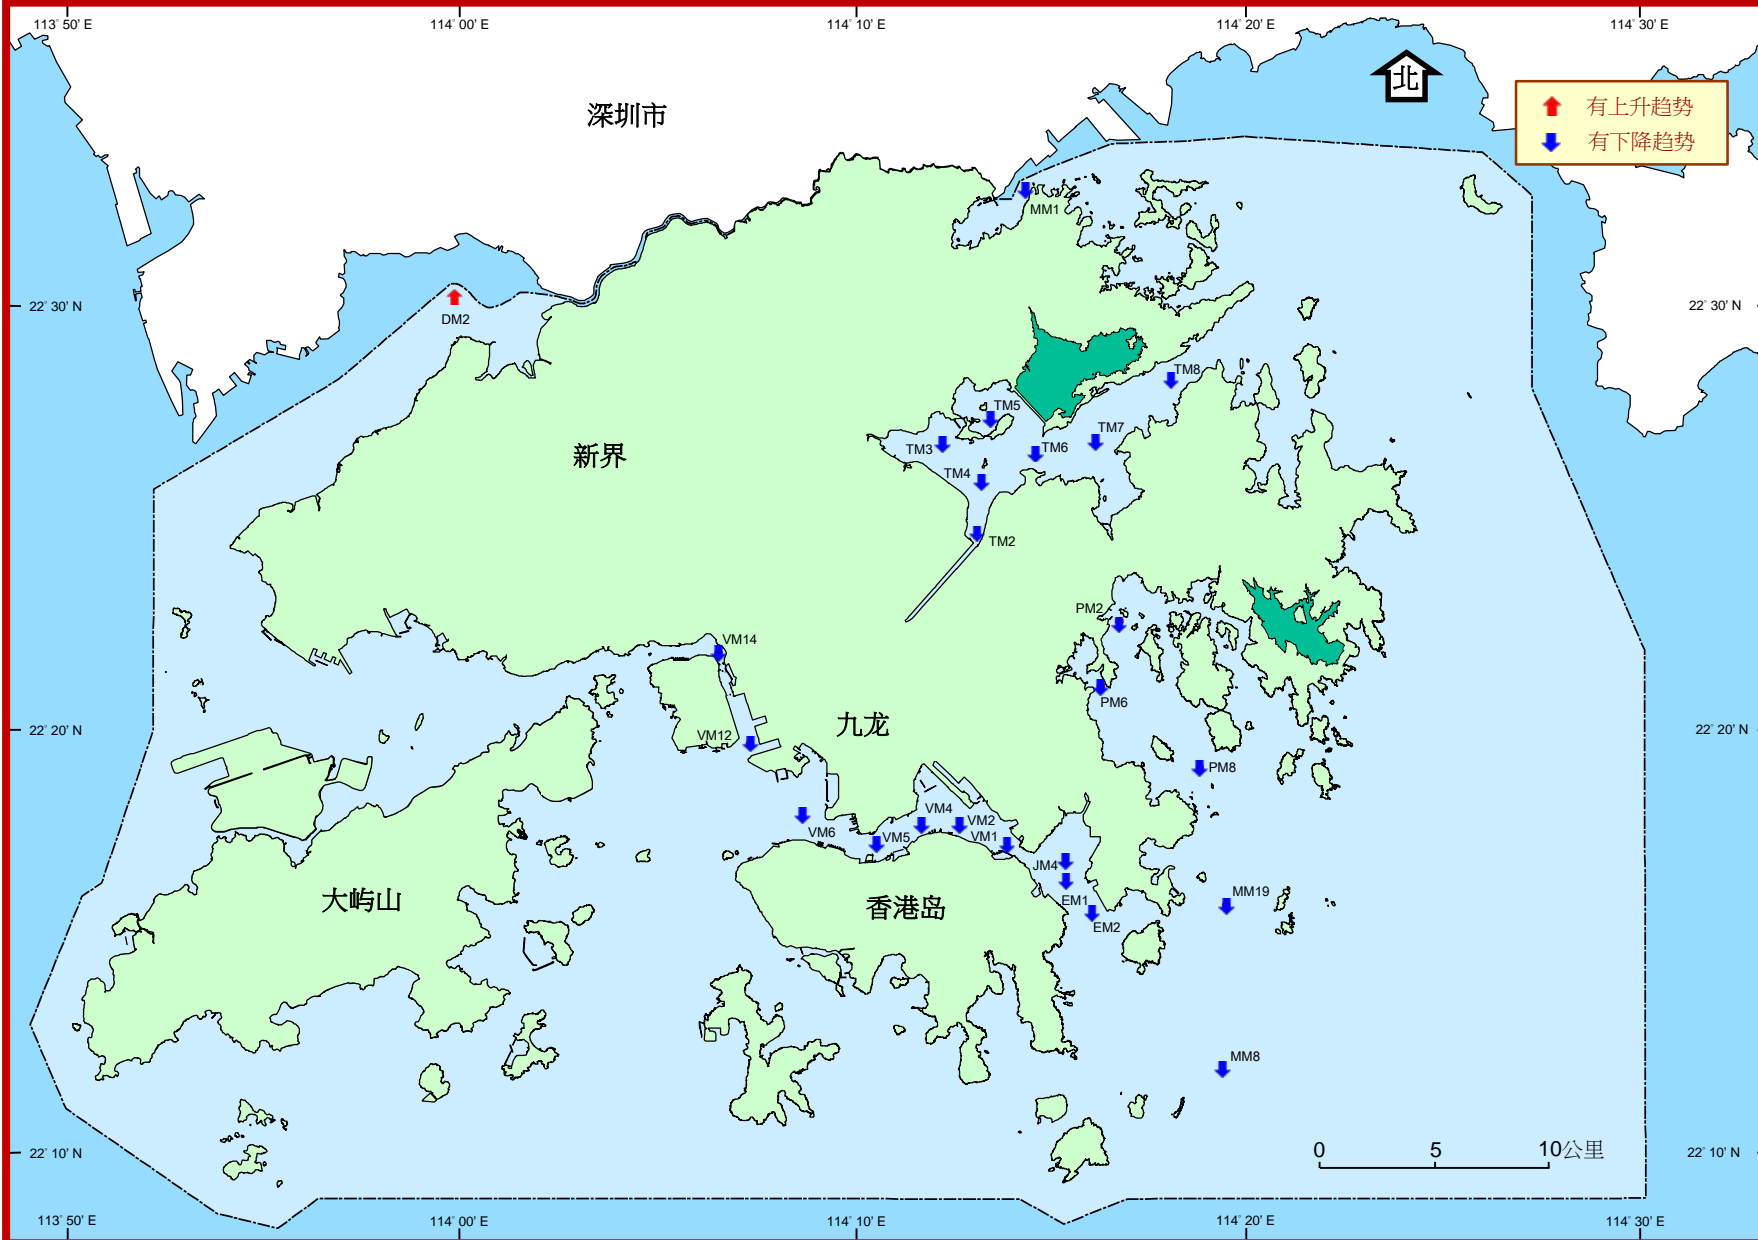 113° 50' E
114° 00' E
114° 10' E
114° 20' E
114° 30' E
北
有上升趋势
有下降趋势
深圳市
MM1
22° 30' N
22° 30' N
DM2
TM8
TM5
TM7
TM3
TM6
TM4
新界
TM2
PM2
VM14
PM6
22° 20' N
22° 20' N
九龙
VM12
PM8
VM4
VM2
VM6
VM5
VM1
JM4
EM1
MM19
大屿山
香港岛
EM2
MM8
0
5
10公里
22° 10' N
22° 10' N
113° 50' E
114° 00' E
114° 10' E
114° 20' E
114° 30' E